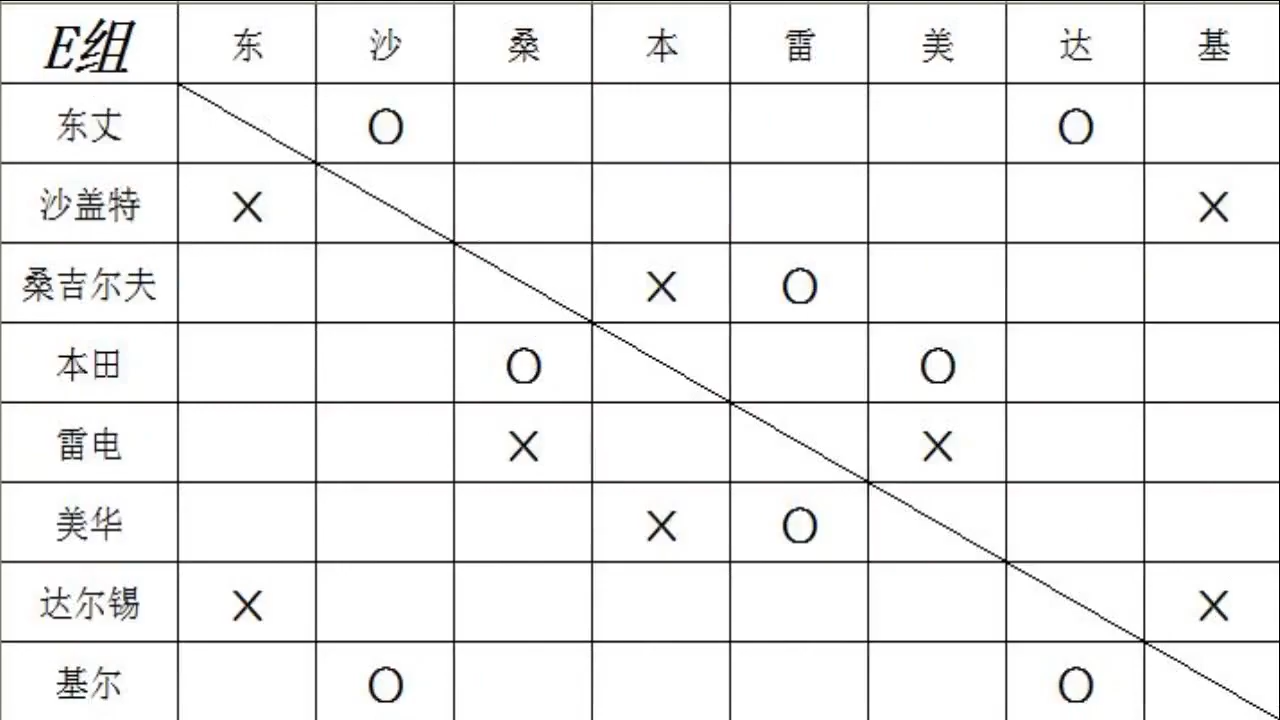 E组 东 沙 桑 本 雷 美 达 基
东丈 O O
沙盖特 X X
桑吉尔夫 X O
本田 O O
雷电 X X
美华 X O
达尔锡 X X
基尔 O O